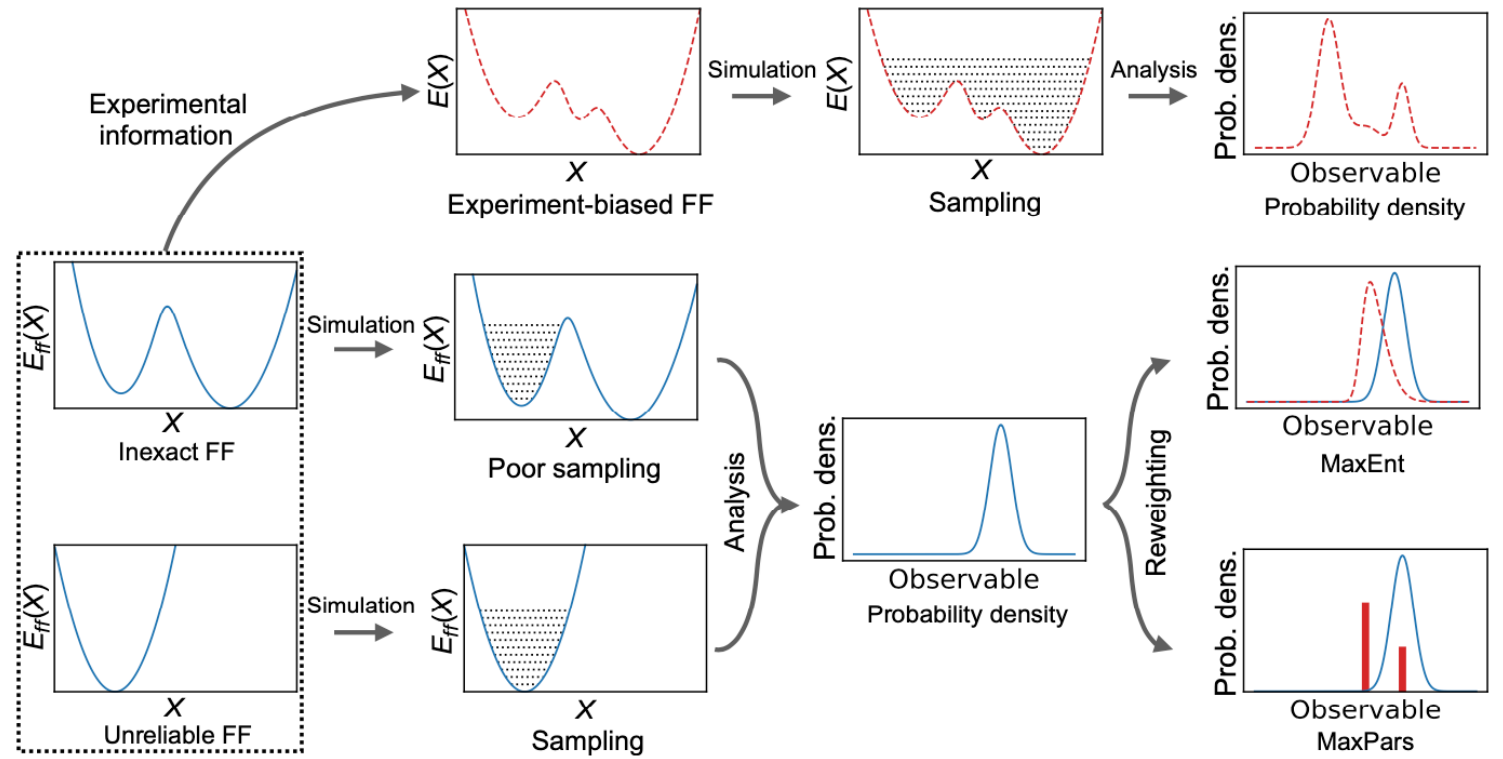 Experimental
information
E(X)
X
Experiment-biased FF
Simulation
E(X)
X
Sampling
Analysis
Prob. dens.
Observable
Probability density
E_ff(X)
X
Inexact FF
Simulation
E_ff(X)
X
Poor sampling
E_ff(X)
X
Unreliable FF
Simulation
E_ff(X)
X
Sampling
Analysis
Prob. dens.
Observable
Probability density
Reweighting
Prob. dens.
Observable
MaxEnt
Prob. dens.
Observable
MaxPars